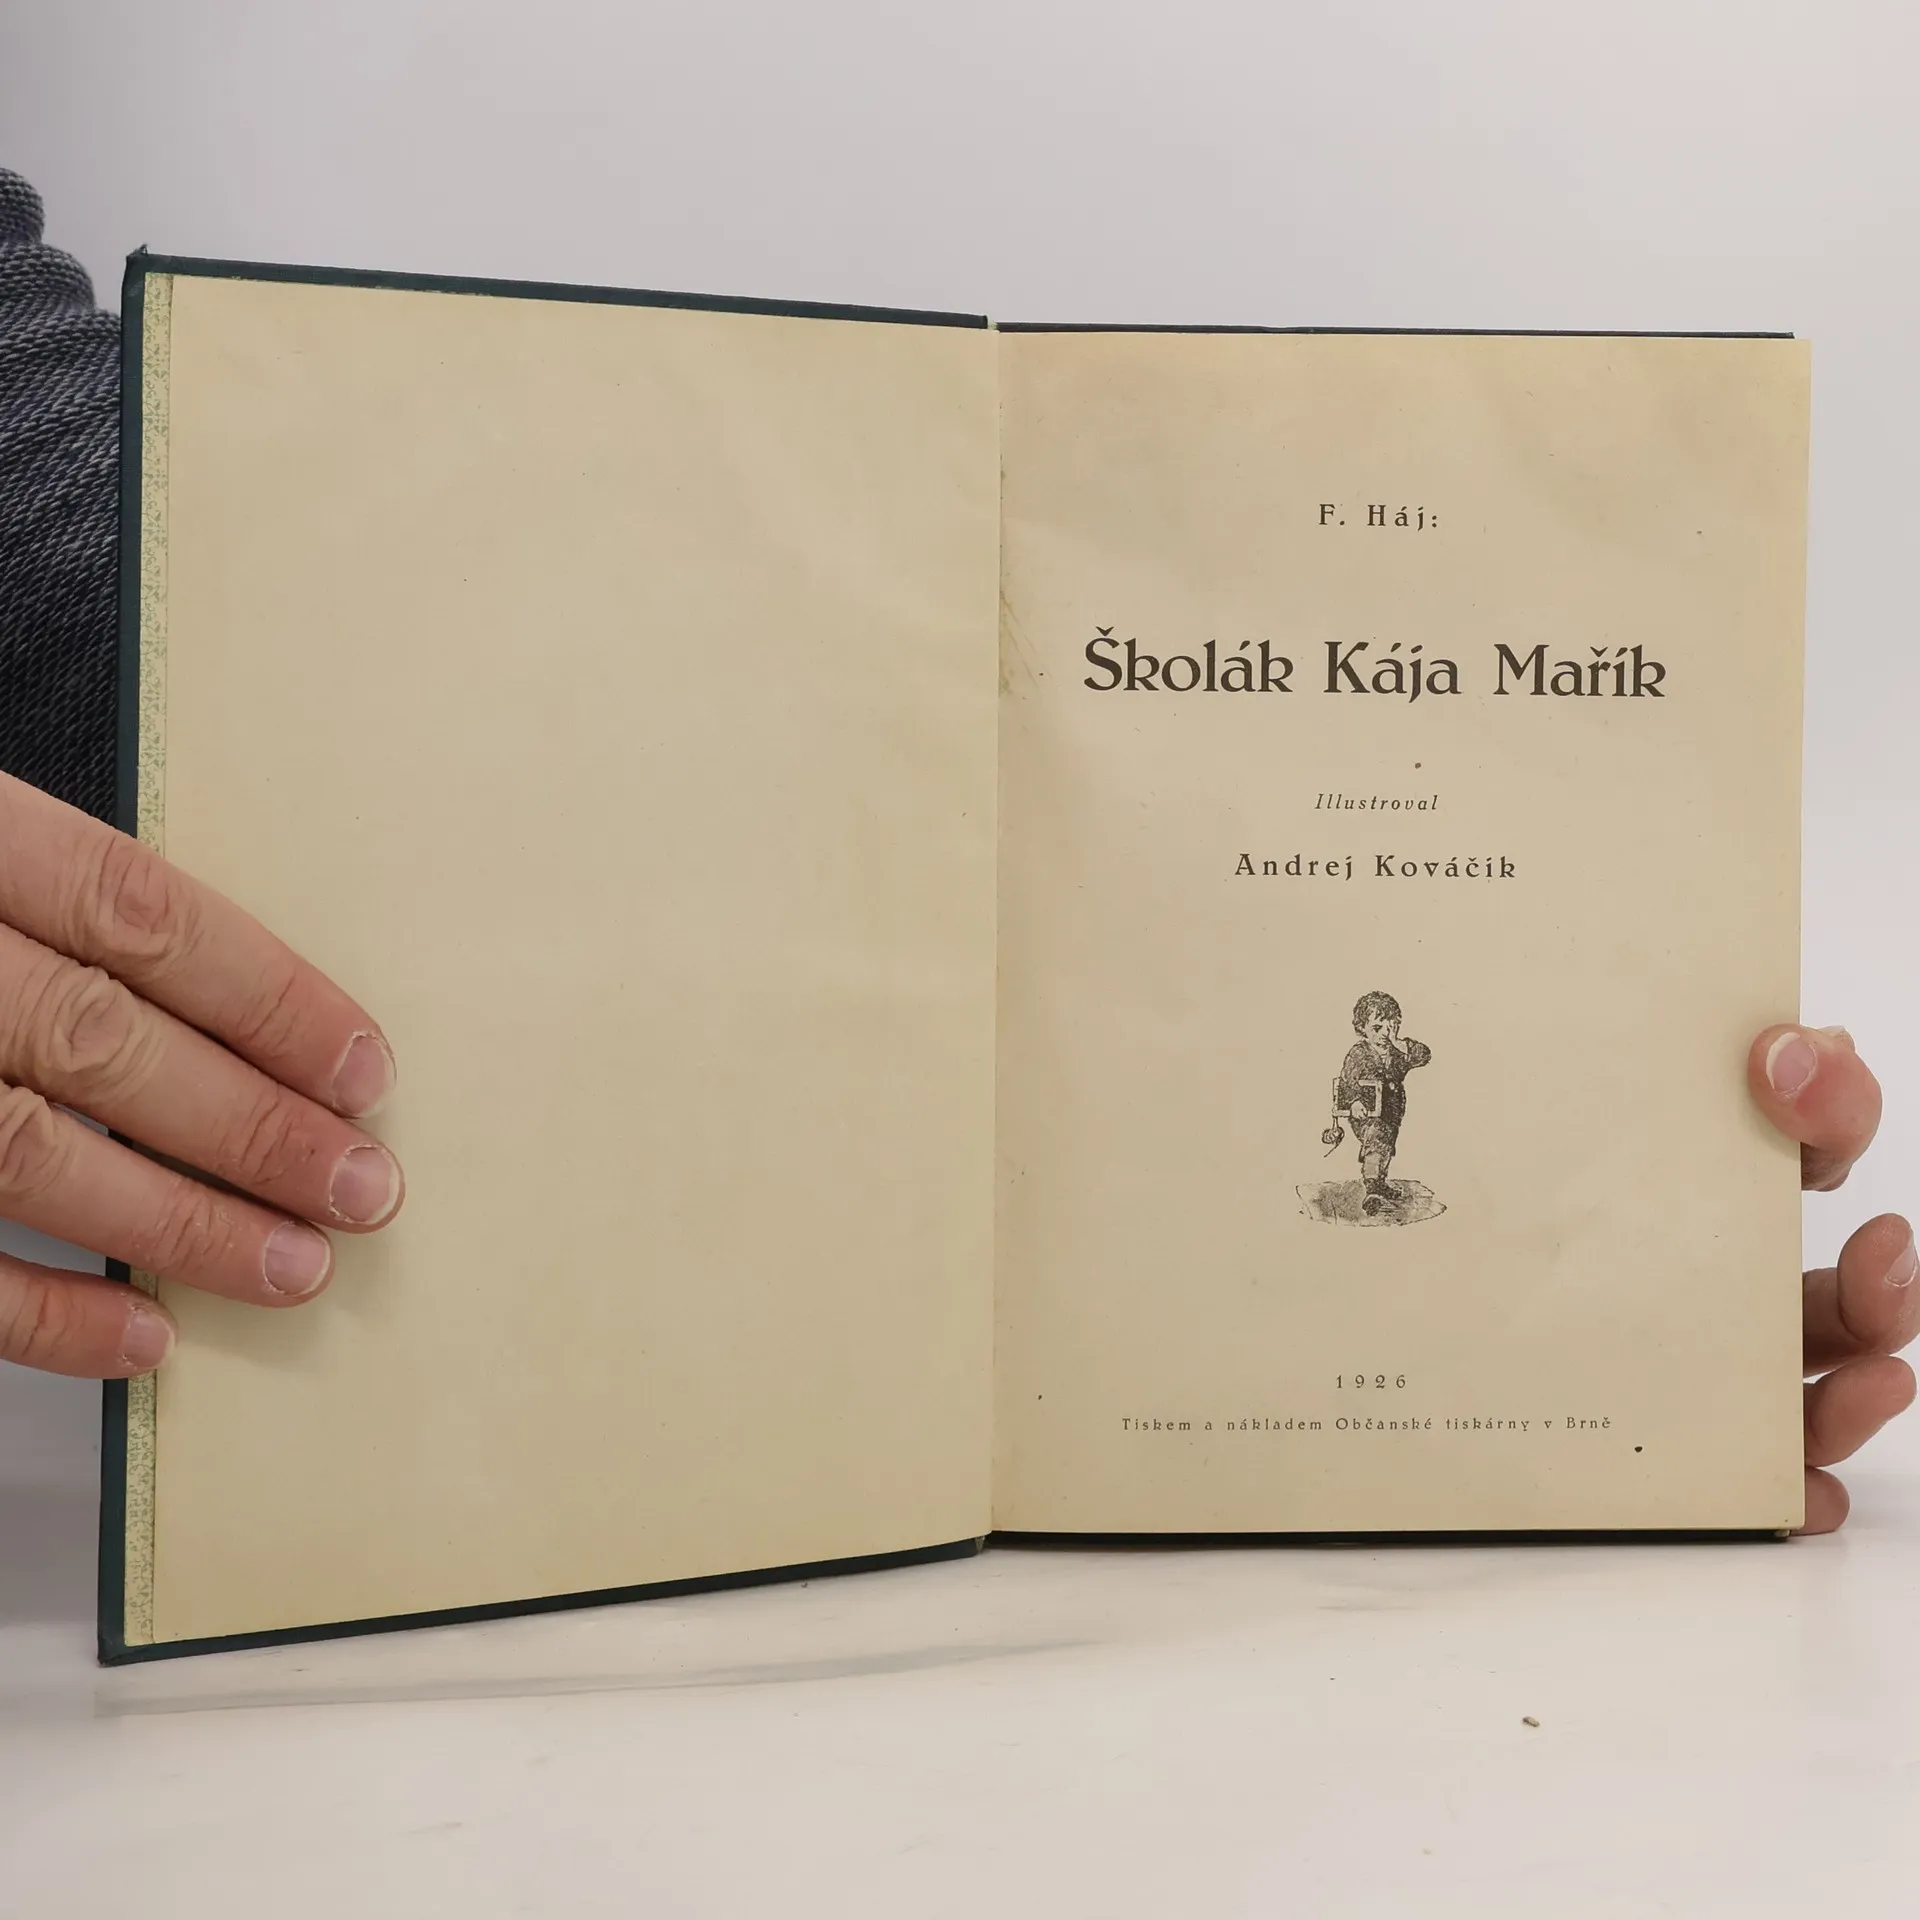 F. Háj:
Školák Kája Mařík
Illustroval
Andrej Kováčik
1926
Tiskem a nákladem Občanské tiskárny v Brně